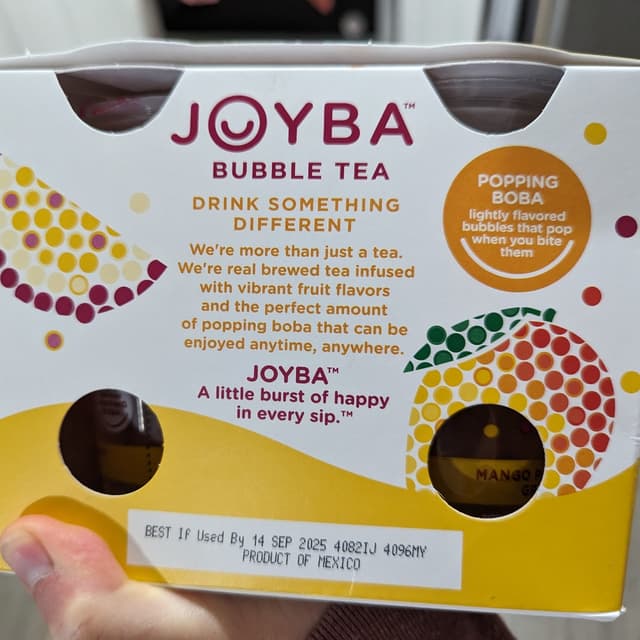 JOYBA™
BUBBLE TEA
DRINK SOMETHING
DIFFERENT
We're more than just a tea.
We're real brewed tea infused
with vibrant fruit flavors
and the perfect amount
of popping boba that can be
enjoyed anytime, anywhere.
JOYBA™
A little burst of happy
in every sip.™
POPPING
BOBA
lightly flavored
bubbles that pop
when you bite
them
MANGO
BEST If Used By 14 SEP 2025 4082IJ 4096MY
PRODUCT OF MEXICO